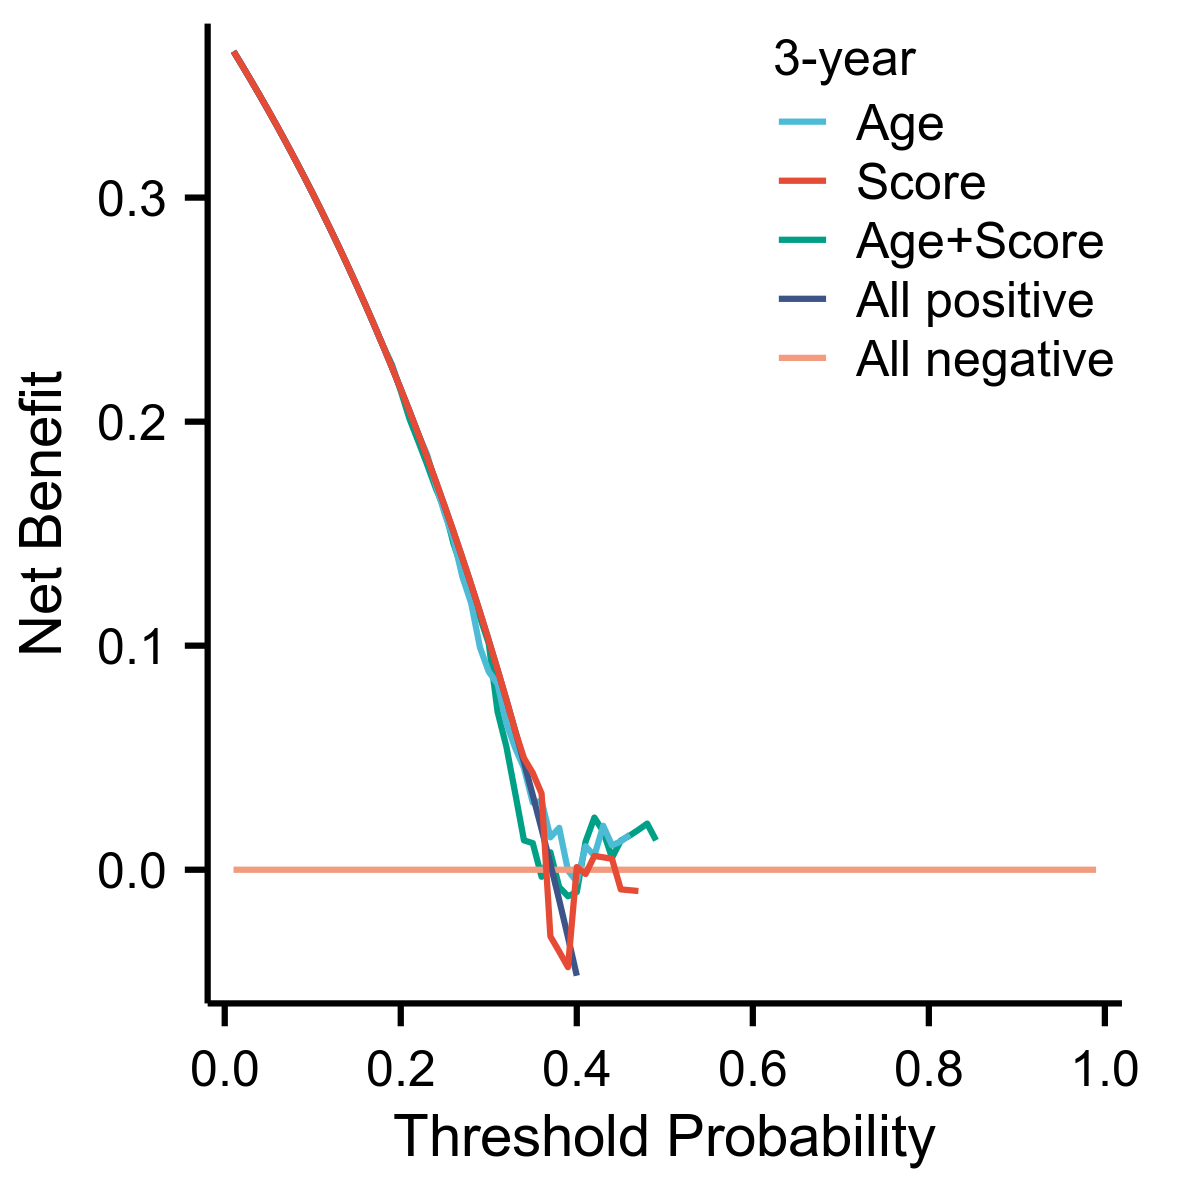 3-year
Age
Score
Age+Score
All positive
All negative
Net Benefit
0.3
0.2
0.1
0.0
0.0 0.2 0.4 0.6 0.8 1.0
Threshold Probability